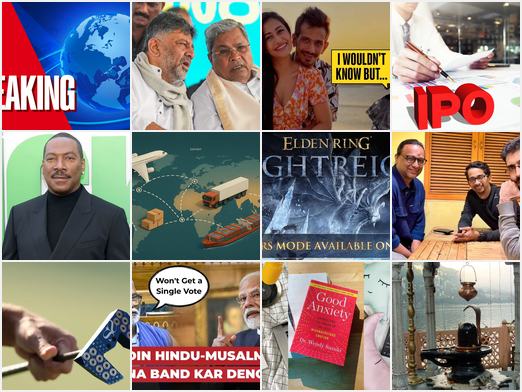 EAKING
I WOULDN'T
KNOW BUT...
IPO
ELDEN RING
GHTREIG
RS MODE AVAILABLE ON
Won't Get a
Single Vote
DIN HINDU-MUSALM
NA BAND KAR DENG
Good
Anxiety
Dr. Wendy Suzuki